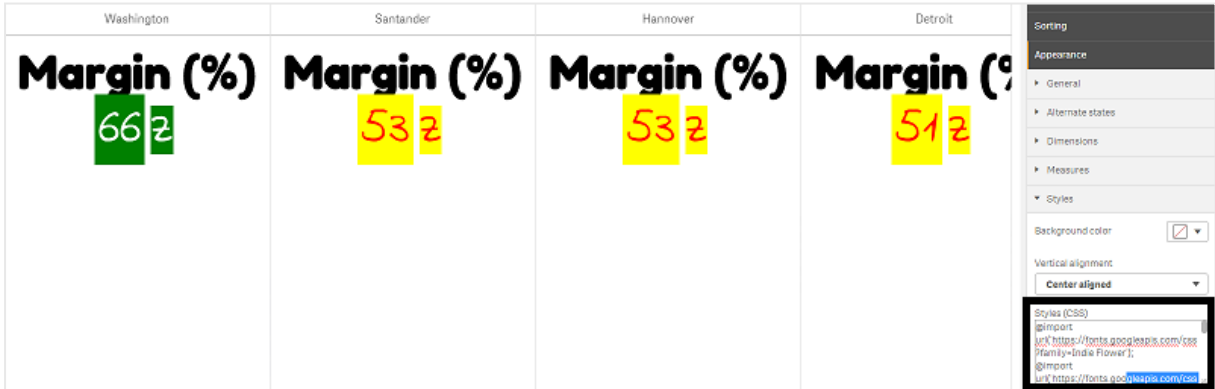 Washington Santander Hannover Detroit
Margin (%) Margin (%) Margin (%) Margin (%
66 z 53 z 53 z 51 z
Sorting
Appearance
General
Alternate states
Dimensions
Measures
Styles
Background color
Vertical alignment
Center aligned
Styles (CSS)
@import
url('https://fonts.googleapis.com/css
?family=Indie Flower');
@import
url('https://fonts.googleapis.com/css